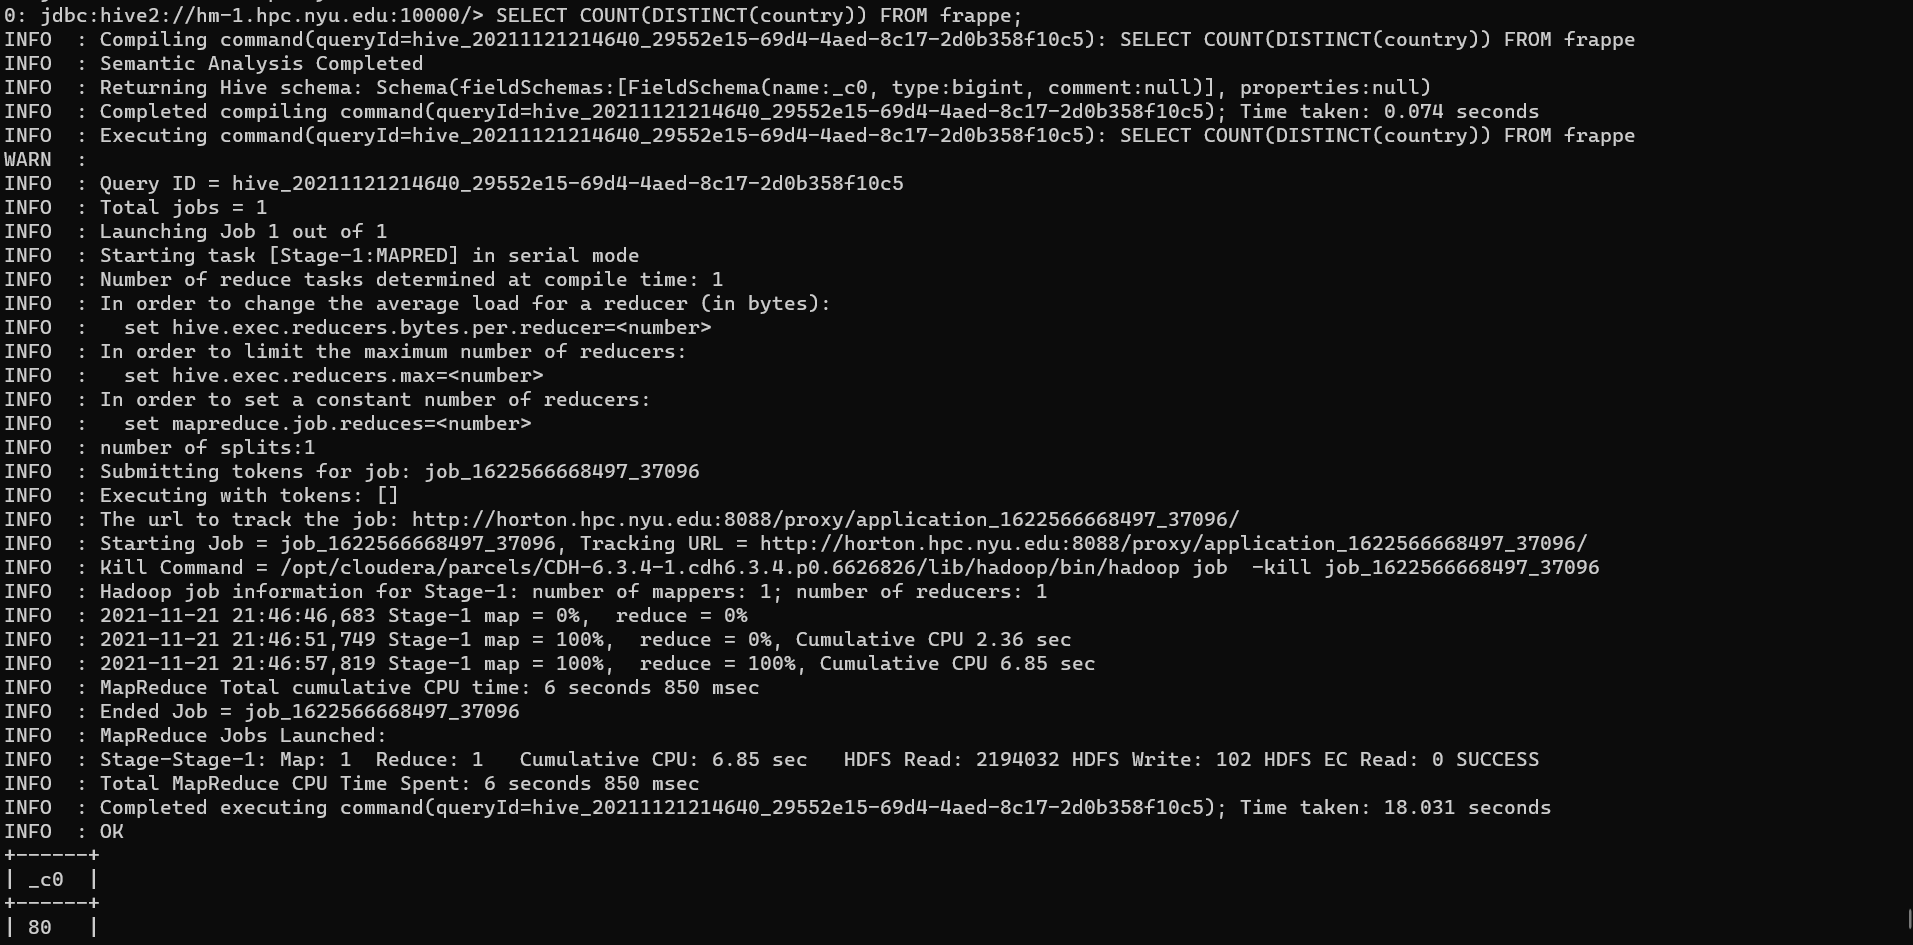 0: jdbc:hive2://hm-1.hpc.nyu.edu:10000/> SELECT COUNT(DISTINCT(country)) FROM frappe;
INFO  : Compiling command(queryId=hive_20211121214640_29552e15-69d4-4aed-8c17-2d0b358f10c5): SELECT COUNT(DISTINCT(country)) FROM frappe
INFO  : Semantic Analysis Completed
INFO  : Returning Hive schema: Schema(fieldSchemas:[FieldSchema(name:_c0, type:bigint, comment:null)], properties:null)
INFO  : Completed compiling command(queryId=hive_20211121214640_29552e15-69d4-4aed-8c17-2d0b358f10c5); Time taken: 0.074 seconds
INFO  : Executing command(queryId=hive_20211121214640_29552e15-69d4-4aed-8c17-2d0b358f10c5): SELECT COUNT(DISTINCT(country)) FROM frappe
WARN  :
INFO  : Query ID = hive_20211121214640_29552e15-69d4-4aed-8c17-2d0b358f10c5
INFO  : Total jobs = 1
INFO  : Launching Job 1 out of 1
INFO  : Starting task [Stage-1:MAPRED] in serial mode
INFO  : Number of reduce tasks determined at compile time: 1
INFO  : In order to change the average load for a reducer (in bytes):
INFO  :   set hive.exec.reducers.bytes.per.reducer=<number>
INFO  : In order to limit the maximum number of reducers:
INFO  :   set hive.exec.reducers.max=<number>
INFO  : In order to set a constant number of reducers:
INFO  :   set mapreduce.job.reduces=<number>
INFO  : number of splits:1
INFO  : Submitting tokens for job: job_1622566668497_37096
INFO  : Executing with tokens: []
INFO  : The url to track the job: http://horton.hpc.nyu.edu:8088/proxy/application_1622566668497_37096/
INFO  : Starting Job = job_1622566668497_37096, Tracking URL = http://horton.hpc.nyu.edu:8088/proxy/application_1622566668497_37096/
INFO  : Kill Command = /opt/cloudera/parcels/CDH-6.3.4-1.cdh6.3.4.p0.6626826/lib/hadoop/bin/hadoop job  -kill job_1622566668497_37096
INFO  : Hadoop job information for Stage-1: number of mappers: 1; number of reducers: 1
INFO  : 2021-11-21 21:46:46,683 Stage-1 map = 0%,  reduce = 0%
INFO  : 2021-11-21 21:46:51,749 Stage-1 map = 100%,  reduce = 0%, Cumulative CPU 2.36 sec
INFO  : 2021-11-21 21:46:57,819 Stage-1 map = 100%,  reduce = 100%, Cumulative CPU 6.85 sec
INFO  : MapReduce Total cumulative CPU time: 6 seconds 850 msec
INFO  : Ended Job = job_1622566668497_37096
INFO  : MapReduce Jobs Launched:
INFO  : Stage-Stage-1: Map: 1  Reduce: 1   Cumulative CPU: 6.85 sec   HDFS Read: 2194032 HDFS Write: 102 HDFS EC Read: 0 SUCCESS
INFO  : Total MapReduce CPU Time Spent: 6 seconds 850 msec
INFO  : Completed executing command(queryId=hive_20211121214640_29552e15-69d4-4aed-8c17-2d0b358f10c5); Time taken: 18.031 seconds
INFO  : OK
+------+
| _c0  |
+------+
| 80   |